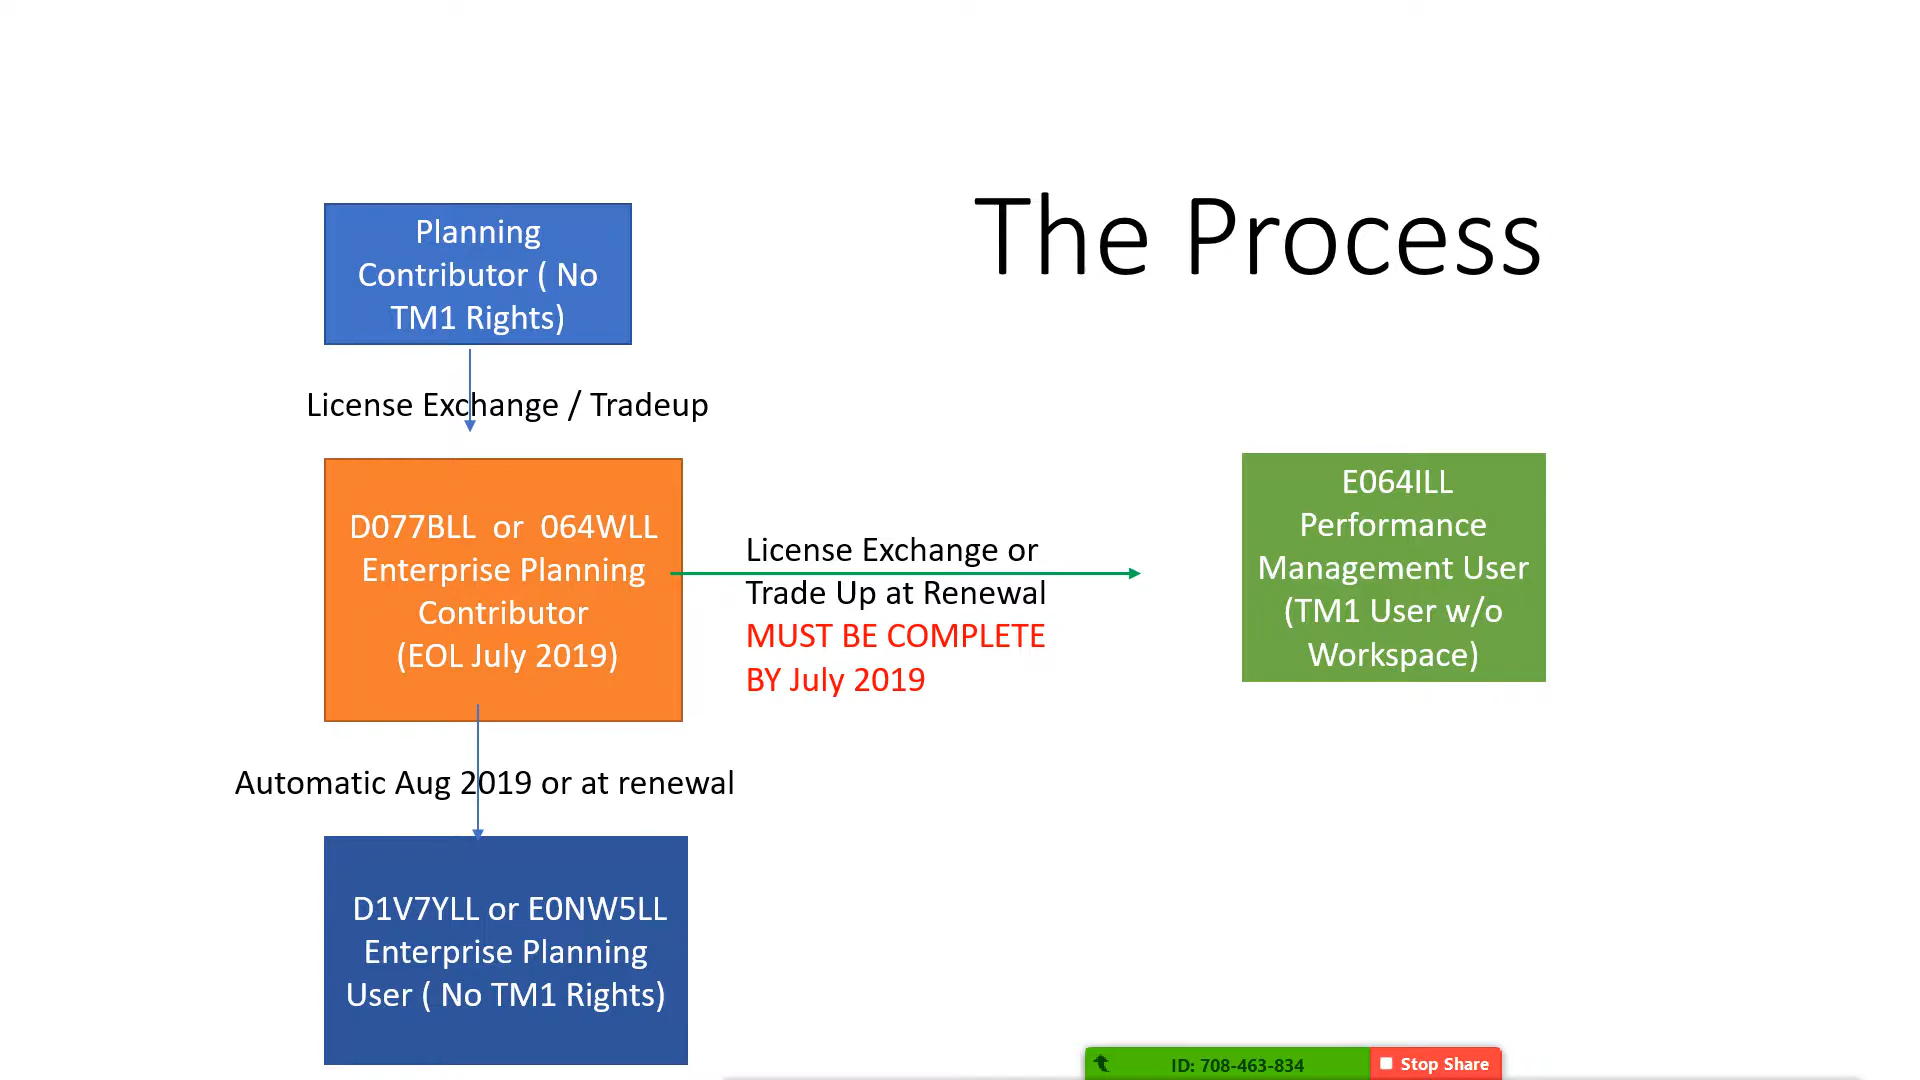 The Process
Planning
Contributor ( No
TM1 Rights)
License Exchange / Tradeup
D077BLL or 064WLL
Enterprise Planning
Contributor
(EOL July 2019)
License Exchange or
Trade Up at Renewal
MUST BE COMPLETE
BY July 2019
E064ILL
Performance
Management User
(TM1 User w/o
Workspace)
Automatic Aug 2019 or at renewal
D1V7YLL or E0NW5LL
Enterprise Planning
User ( No TM1 Rights)
ID: 708-463-834
Stop Share